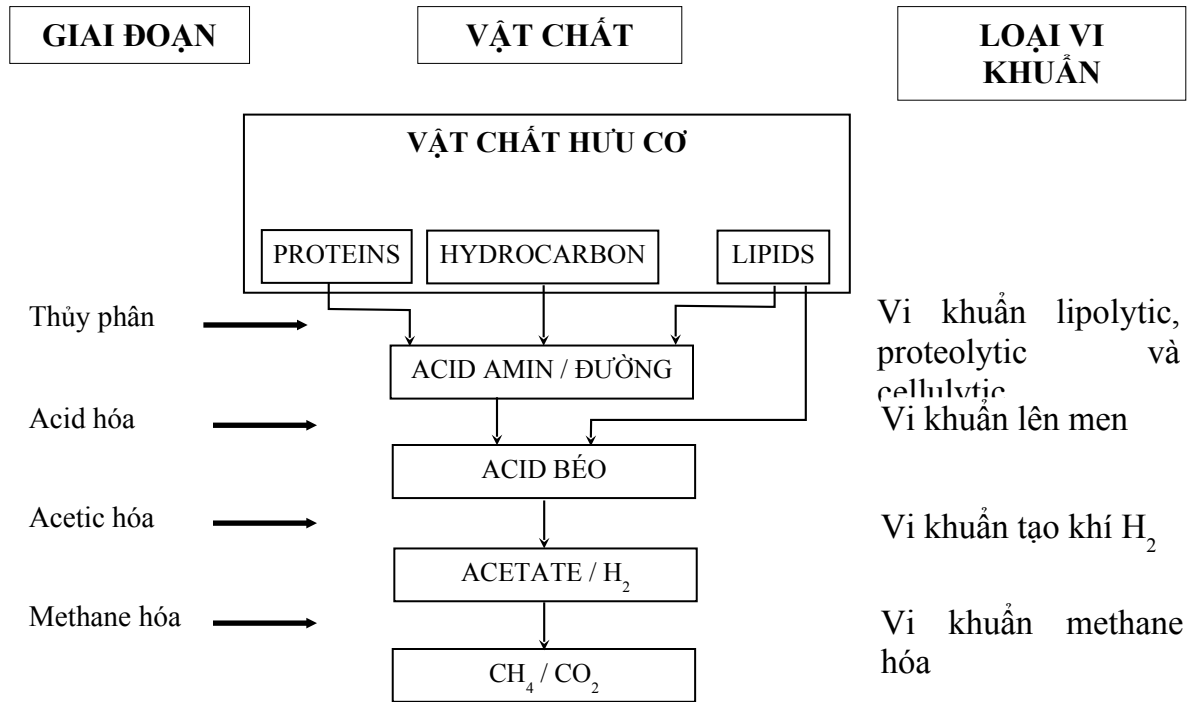 GIAI ĐOẠN
VẬT CHẤT
LOẠI VI
KHUẨN
VẬT CHẤT HƯU CƠ
PROTEINS
HYDROCARBON
LIPIDS
Thủy phân
Vi khuẩn lipolytic,
proteolytic và
cellulytic
ACID AMIN / ĐƯỜNG
Acid hóa
Vi khuẩn lên men
ACID BÉO
Acetic hóa
Vi khuẩn tạo khí H₂
ACETATE / H₂
Methane hóa
Vi khuẩn methane
hóa
CH₄ / CO₂